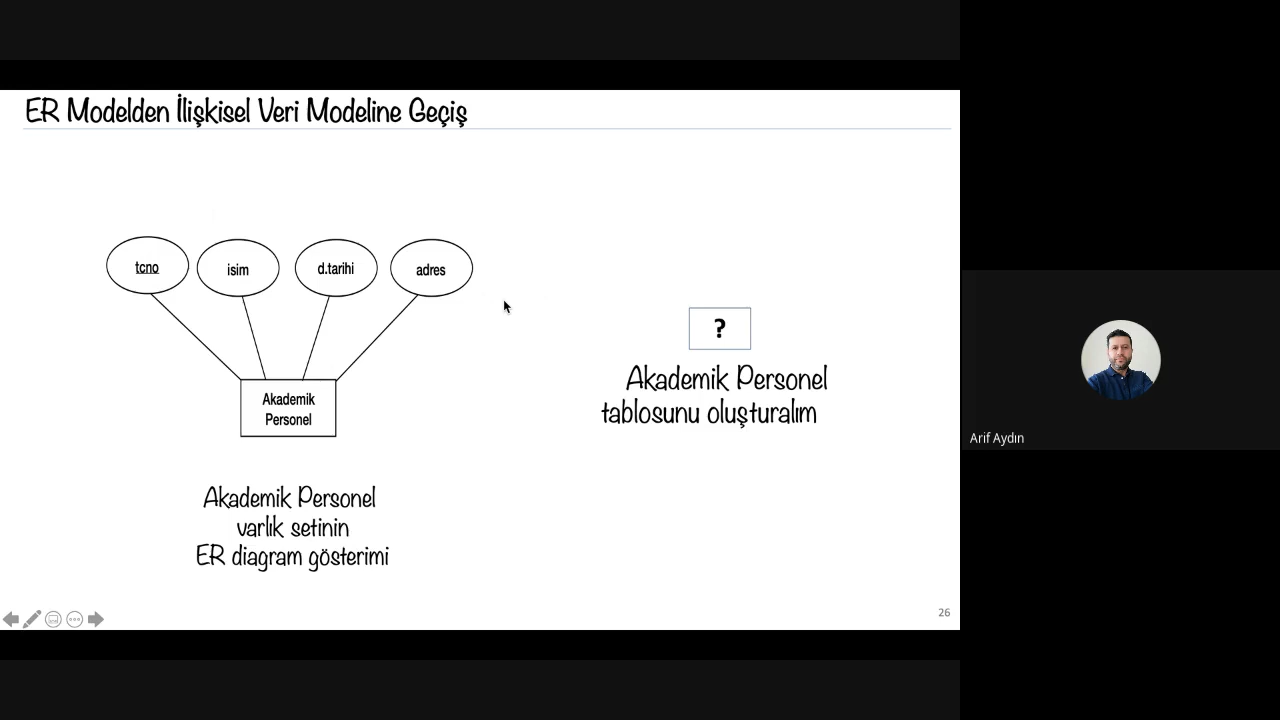 ER Modelden İlişkisel Veri Modeline Geçiş
tcno
isim
d.tarihi
adres
Akademik
Personel
Akademik Personel
varlık setinin
ER diagram gösterimi
?
Akademik Personel
tablosunu oluşturalım
26
Arif Aydın